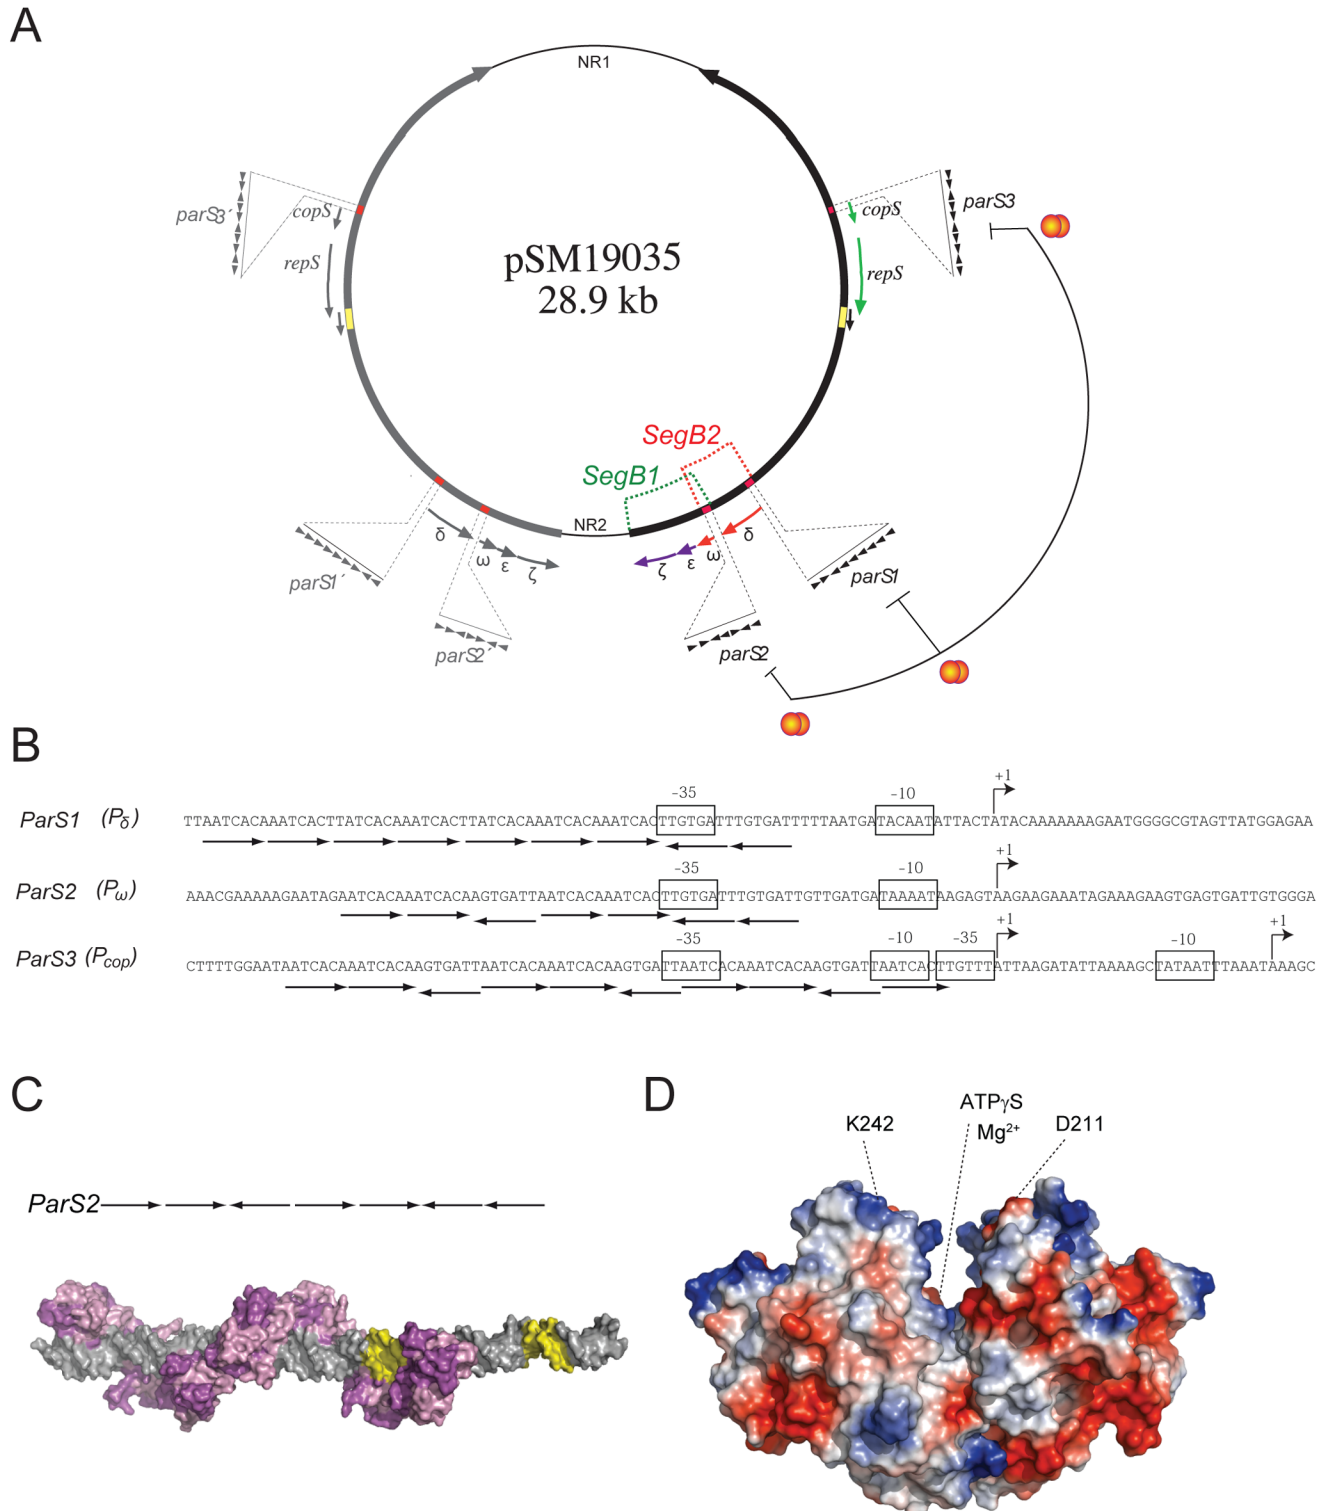 A
NR1
parS3´
copS
repS
pSM19035
28.9 kb
copS
repS
parS3
SegB2
SegB1
NR2
δ
ω
ε
ζ
ζ
ε
ω
δ
parS1´
parS2´
parS2
parS1
B
+1
-35
-10
ParS1 (Pδ) TTAATCACAAATCACTTATCACAAATCACTTATCACAAATCACAAATCACTTGTGATTTGTGATTTTTAATGATACAATATTACTATACAAAAAAAGAATGGGGCGTAGTTATGGAGAA
+1
-35
-10
ParS2 (Pω) AAACGAAAAAGAATAGAATCACAAATCACAAGTGATTAATCACAAATCACTTGTGATTTGTGATTGTTGATGATAAAATAAGAGTAAGAAGAAATAGAAAGAAGTGAGTGATTGTGGGA
+1
+1
-35
-10
-35
-10
ParS3 (Pcop) CTTTTGGAATAATCACAAATCACAAGTGATTAATCACAAATCACAAGTGATTAATCACAAATCACAAGTGATTAATCACTTGTTTATTAAGATATTAAAAGCTATAATTTAAATAAAGC
C
ParS2
D
K242
ATPγS
Mg²⁺
D211